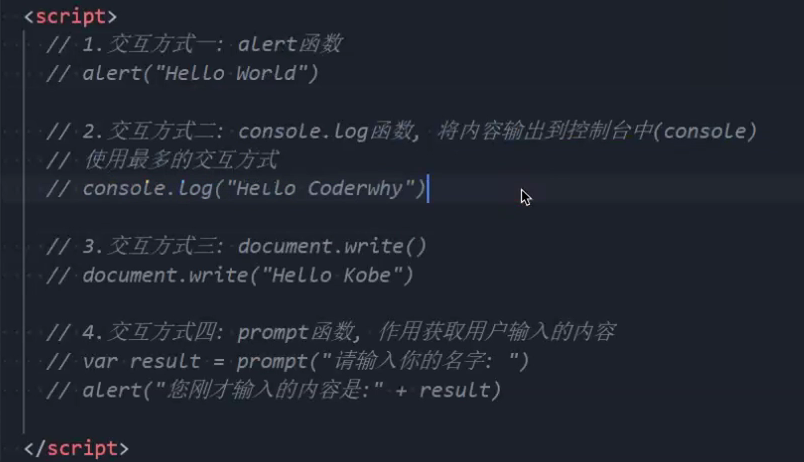 <script>
// 1.交互方式一: alert函数
// alert("Hello World")
// 2.交互方式二: console.log函数, 将内容输出到控制台中(console)
// 使用最多的交互方式
// console.log("Hello Coderwhy")
// 3.交互方式三: document.write()
// document.write("Hello Kobe")
// 4.交互方式四: prompt函数, 作用获取用户输入的内容
// var result = prompt("请输入你的名字: ")
// alert("您刚才输入的内容是:" + result)
</script>